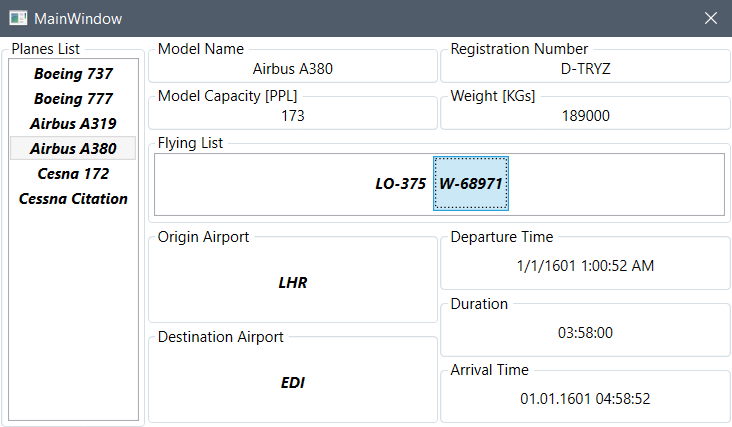 MainWindow
Planes List
Boeing 737
Boeing 777
Airbus A319
Airbus A380
Cesna 172
Cessna Citation
Model Name
Airbus A380
Registration Number
D-TRYZ
Model Capacity [PPL]
173
Weight [KGs]
189000
Flying List
LO-375 W-68971
Origin Airport
LHR
Destination Airport
EDI
Departure Time
1/1/1601 1:00:52 AM
Duration
03:58:00
Arrival Time
01.01.1601 04:58:52